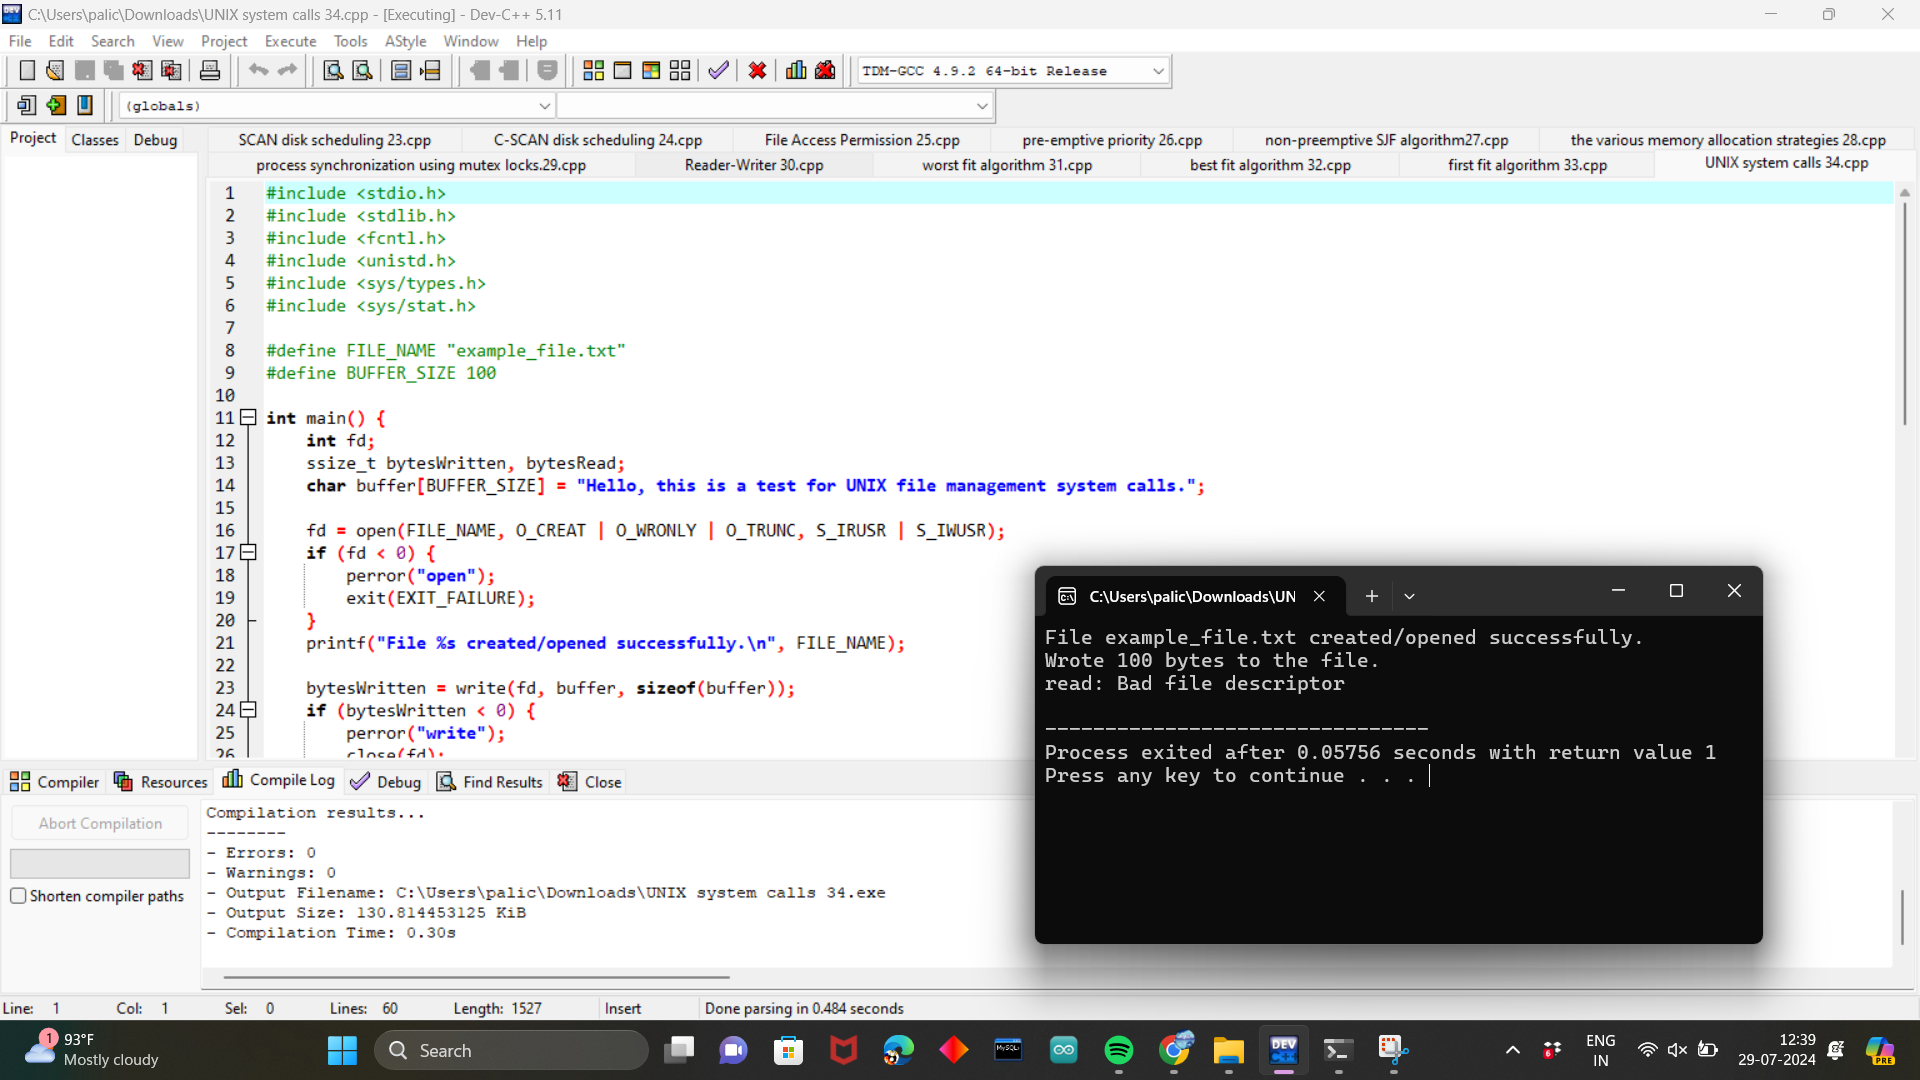 C:\Users\palic\Downloads\UNIX system calls 34.cpp - [Executing] - Dev-C++ 5.11
File Edit Search View Project Execute Tools AStyle Window Help
TDM-GCC 4.9.2 64-bit Release
(globals)
Project Classes Debug
SCAN disk scheduling 23.cpp C-SCAN disk scheduling 24.cpp File Access Permission 25.cpp pre-emptive priority 26.cpp non-preemptive SJF algorithm27.cpp the various memory allocation strategies 28.cpp
process synchronization using mutex locks.29.cpp Reader-Writer 30.cpp worst fit algorithm 31.cpp best fit algorithm 32.cpp first fit algorithm 33.cpp UNIX system calls 34.cpp
1 #include <stdio.h>
2 #include <stdlib.h>
3 #include <fcntl.h>
4 #include <unistd.h>
5 #include <sys/types.h>
6 #include <sys/stat.h>
7
8 #define FILE_NAME "example_file.txt"
9 #define BUFFER_SIZE 100
10
11 int main() {
12 int fd;
13 ssize_t bytesWritten, bytesRead;
14 char buffer[BUFFER_SIZE] = "Hello, this is a test for UNIX file management system calls.";
15
16 fd = open(FILE_NAME, O_CREAT | O_WRONLY | O_TRUNC, S_IRUSR | S_IWUSR);
17 if (fd < 0) {
18 perror("open");
19 exit(EXIT_FAILURE);
20 }
21 printf("File %s created/opened successfully.\n", FILE_NAME);
22
23 bytesWritten = write(fd, buffer, sizeof(buffer));
24 if (bytesWritten < 0) {
25 perror("write");
26 close(fd);
C:\Users\palic\Downloads\UN
File example_file.txt created/opened successfully.
Wrote 100 bytes to the file.
read: Bad file descriptor
--------------------------------
Process exited after 0.05756 seconds with return value 1
Press any key to continue . . .
Compiler Resources Compile Log Debug Find Results Close
Abort Compilation
Shorten compiler paths
Compilation results...
--------
- Errors: 0
- Warnings: 0
- Output Filename: C:\Users\palic\Downloads\UNIX system calls 34.exe
- Output Size: 130.814453125 KiB
- Compilation Time: 0.30s
Line: 1 Col: 1 Sel: 0 Lines: 60 Length: 1527 Insert Done parsing in 0.484 seconds
1
93°F
Mostly cloudy
Search
MySQL
DEV
C++
6
ENG
IN
12:39
29-07-2024
PRE